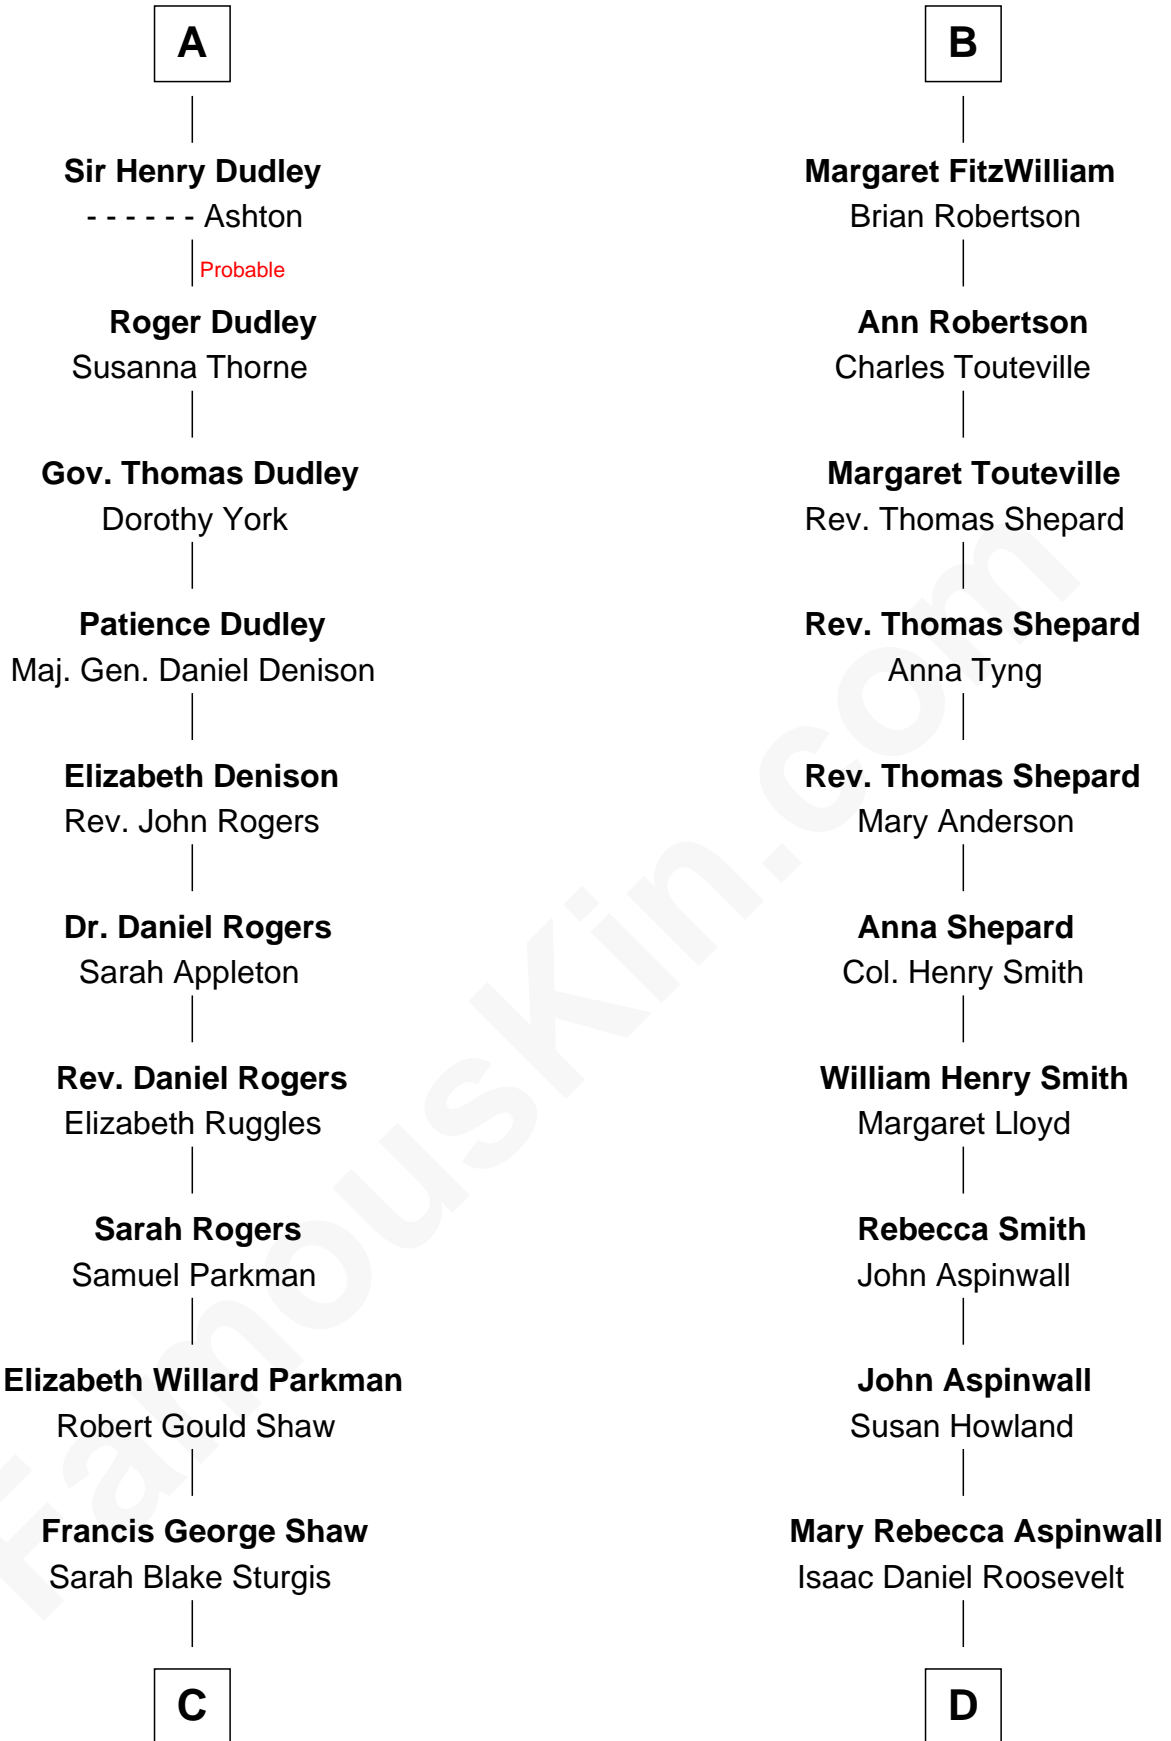 A
Sir Henry Dudley
- - - - - - Ashton
Probable
Roger Dudley
Susanna Thorne
Gov. Thomas Dudley
Dorothy York
Patience Dudley
Maj. Gen. Daniel Denison
Elizabeth Denison
Rev. John Rogers
Dr. Daniel Rogers
Sarah Appleton
Rev. Daniel Rogers
Elizabeth Ruggles
Sarah Rogers
Samuel Parkman
Elizabeth Willard Parkman
Robert Gould Shaw
Francis George Shaw
Sarah Blake Sturgis
C
B
Margaret FitzWilliam
Brian Robertson
Ann Robertson
Charles Touteville
Margaret Touteville
Rev. Thomas Shepard
Rev. Thomas Shepard
Anna Tyng
Rev. Thomas Shepard
Mary Anderson
Anna Shepard
Col. Henry Smith
William Henry Smith
Margaret Lloyd
Rebecca Smith
John Aspinwall
John Aspinwall
Susan Howland
Mary Rebecca Aspinwall
Isaac Daniel Roosevelt
D
FamousKin.com